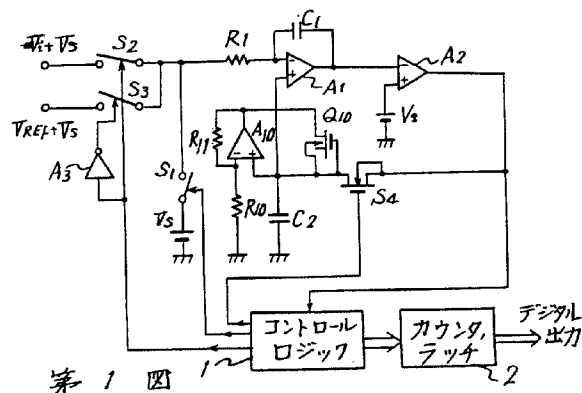 C1
-Vi+VS
S2
R1
A1
A2
S3
VREF+VS
A3
S1
VS
R11
A10
Q10
VS
R10
C2
S4
コントロール
ロジック
1
カウンタ,
ラッチ
2
デジタル
出力
第 1 図